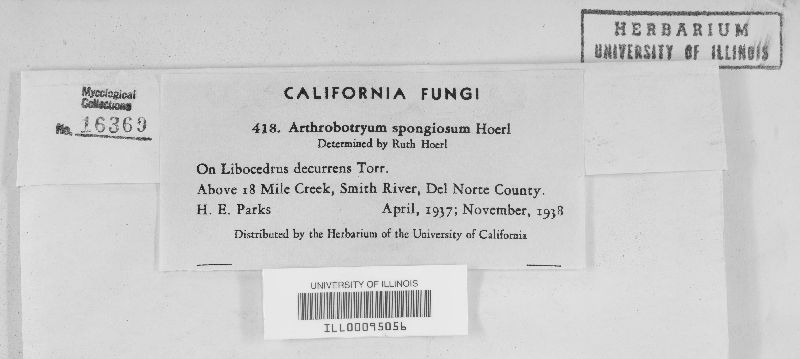 HERBARIUM
UNIVERSITY OF ILLINOIS
Mycological
Collections
No. 16369
CALIFORNIA FUNGI
418. Arthrobotryum spongiosum Hoerl
Determined by Ruth Hoerl
On Libocedrus decurrens Torr.
Above 18 Mile Creek, Smith River, Del Norte County.
H. E. Parks April, 1937; November, 1938
Distributed by the Herbarium of the University of California
UNIVERSITY OF ILLINOIS
ILL00095056